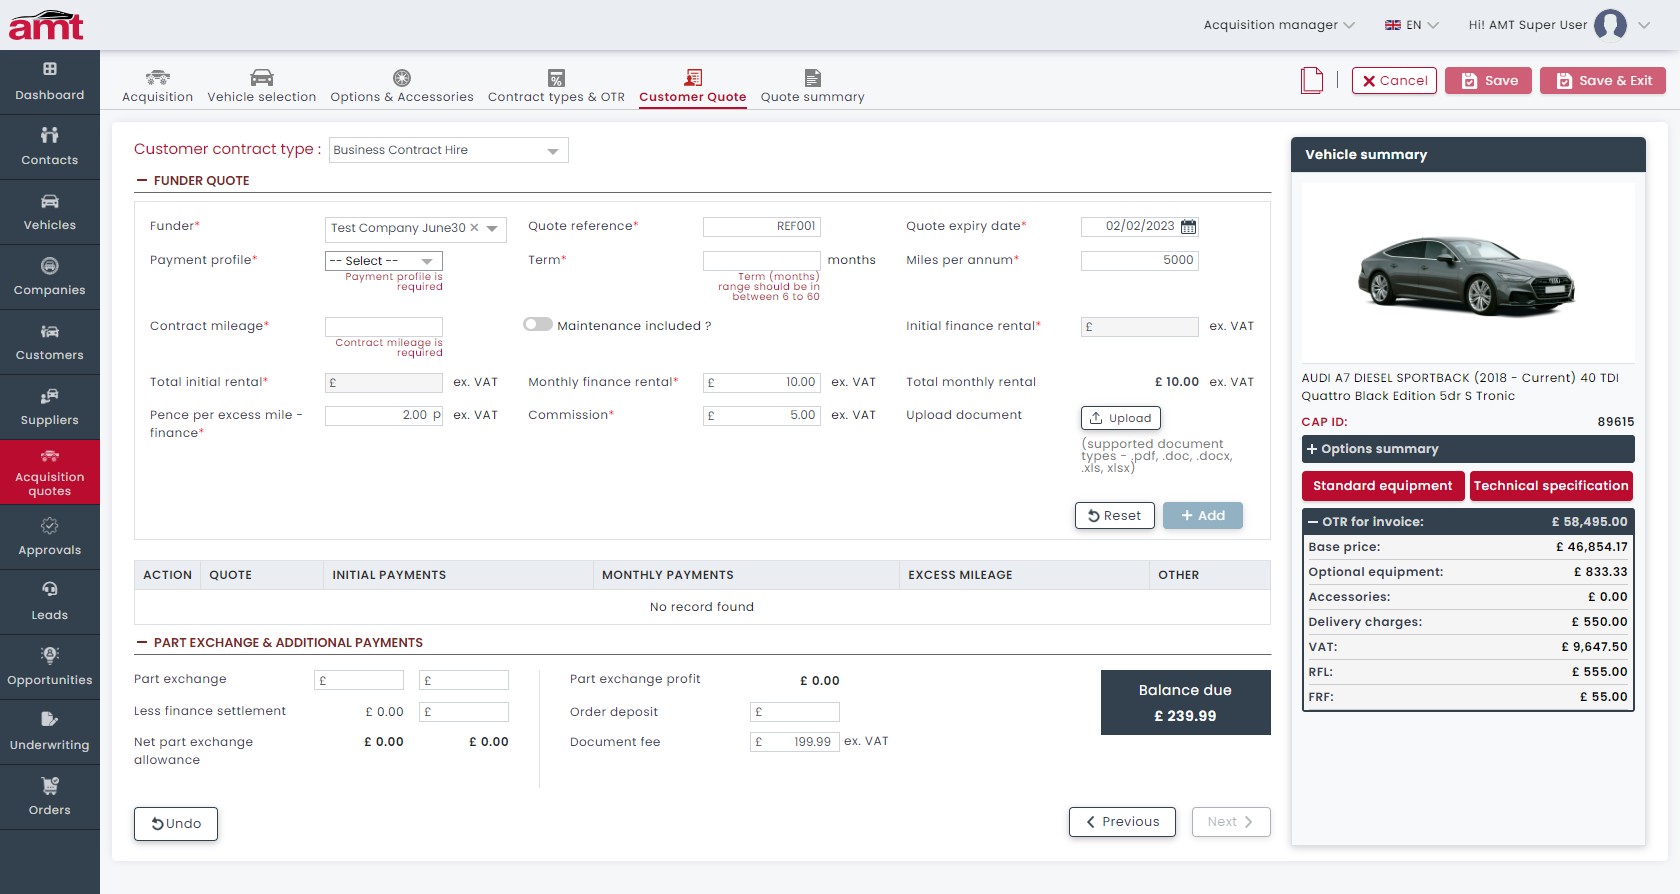 amt
Acquisition manager
EN
Hi! AMT Super User
Dashboard
Contacts
Vehicles
Companies
Customers
Suppliers
Acquisition
quotes
Approvals
Leads
Opportunities
Underwriting
Orders
Acquisition
Vehicle selection
Options & Accessories
Contract types & OTR
Customer Quote
Quote summary
Cancel
Save
Save & Exit
Customer contract type :
Business Contract Hire
FUNDER QUOTE
Funder*
Test Company June30 ×
Quote reference*
REF001
Quote expiry date*
02/02/2023
Payment profile*
-- Select --
Payment profile is
required
Term*
months
Term (months)
range should be in
between 6 to 60
Miles per annum*
5000
Contract mileage*
Contract mileage is
required
Maintenance included ?
Initial finance rental*
£
ex. VAT
Total initial rental*
£
ex. VAT
Monthly finance rental*
£ 10.00
ex. VAT
Total monthly rental
£ 10.00 ex. VAT
Pence per excess mile -
finance*
2.00 p
ex. VAT
Commission*
£ 5.00
ex. VAT
Upload document
Upload
(supported document
types - .pdf, .doc, .docx,
.xls, xlsx)
Reset
+ Add
ACTION
QUOTE
INITIAL PAYMENTS
MONTHLY PAYMENTS
EXCESS MILEAGE
OTHER
No record found
PART EXCHANGE & ADDITIONAL PAYMENTS
Part exchange
£
£
Less finance settlement
£ 0.00
£
Net part exchange
allowance
£ 0.00
£ 0.00
Part exchange profit
£ 0.00
Order deposit
£
Document fee
£ 199.99
ex. VAT
Balance due
£ 239.99
Undo
Previous
Next
Vehicle summary
AUDI A7 DIESEL SPORTBACK (2018 - Current) 40 TDI
Quattro Black Edition 5dr S Tronic
CAP ID: 89615
+ Options summary
Standard equipment
Technical specification
OTR for invoice: £ 58,495.00
Base price: £ 46,854.17
Optional equipment: £ 833.33
Accessories: £ 0.00
Delivery charges: £ 550.00
VAT: £ 9,647.50
RFL: £ 555.00
FRF: £ 55.00